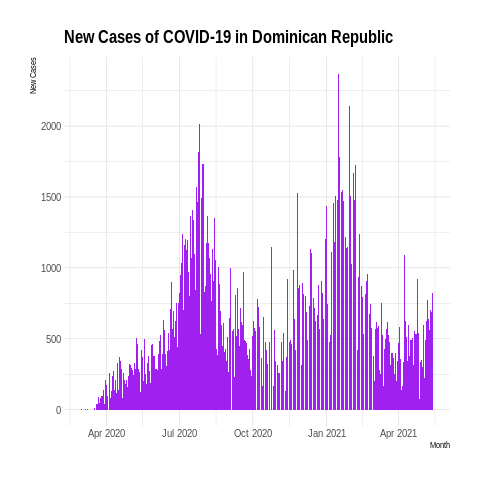 New Cases of COVID-19 in Dominican Republic
New Cases
2000
1500
1000
500
0
Apr 2020 Jul 2020 Oct 2020 Jan 2021 Apr 2021
Month